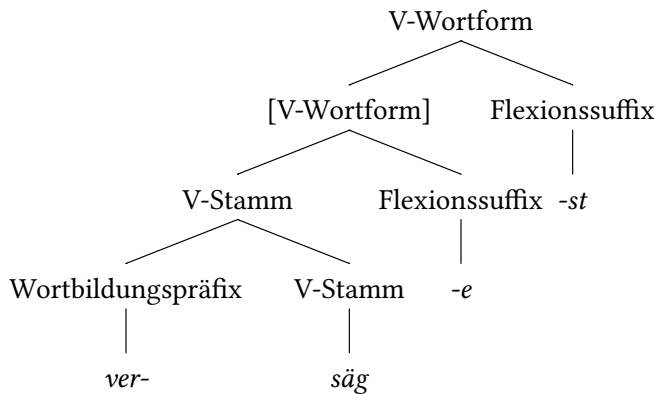 V-Wortform
[V-Wortform] Flexionssuffix
V-Stamm Flexionssuffix -st
Wortbildungspräfix V-Stamm -e
ver- säg